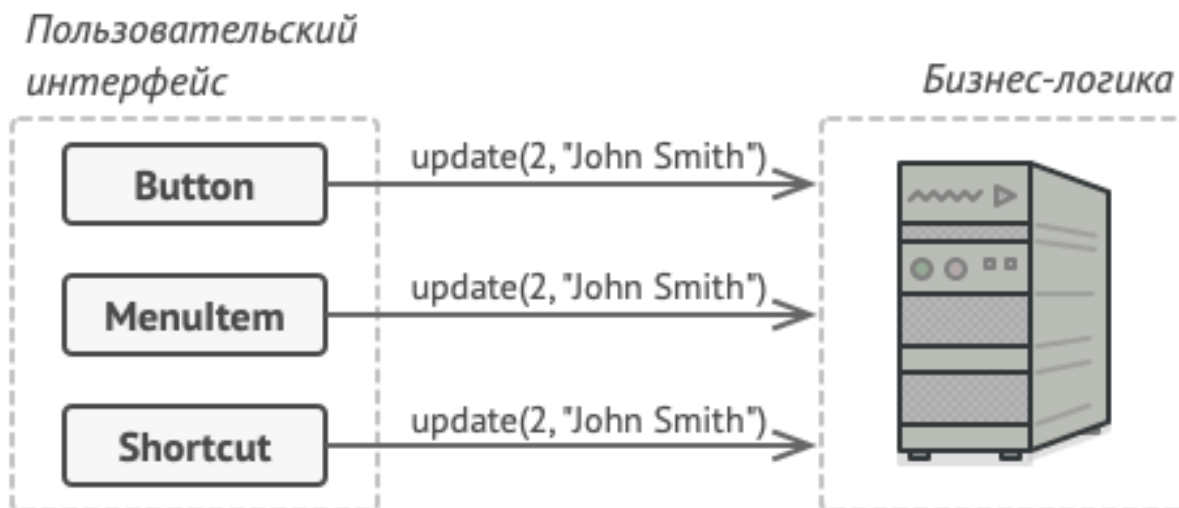 Пользовательский
интерфейс
Бизнес-логика
Button
update(2, "John Smith")
MenuItem
update(2, "John Smith")
Shortcut
update(2, "John Smith")